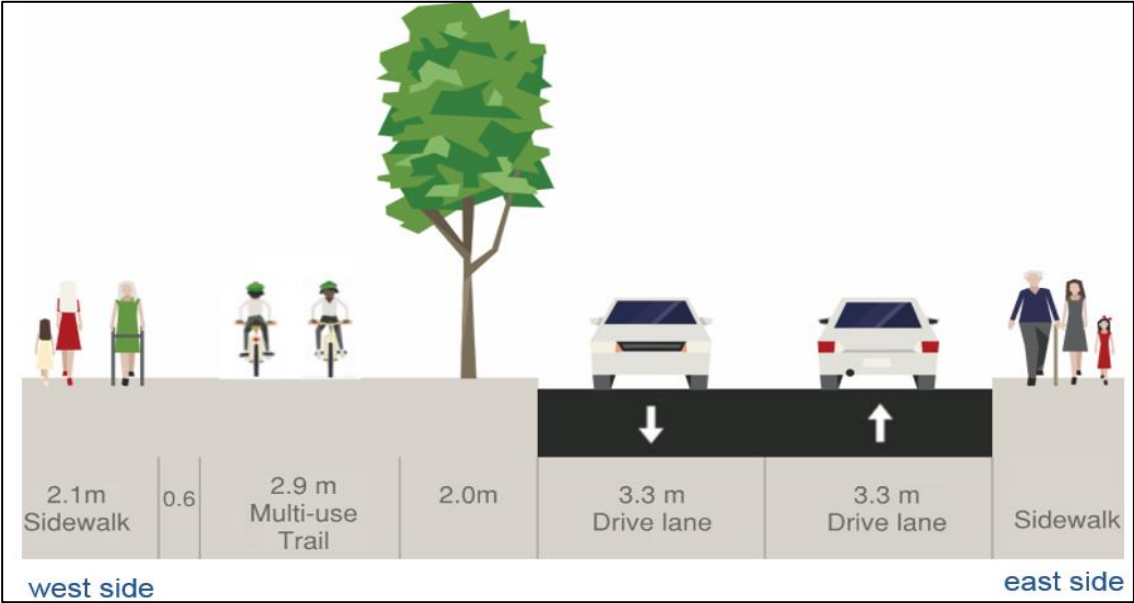 2.1m
Sidewalk
0.6
2.9 m
Multi-use
Trail
2.0m
3.3 m
Drive lane
3.3 m
Drive lane
Sidewalk
west side
east side